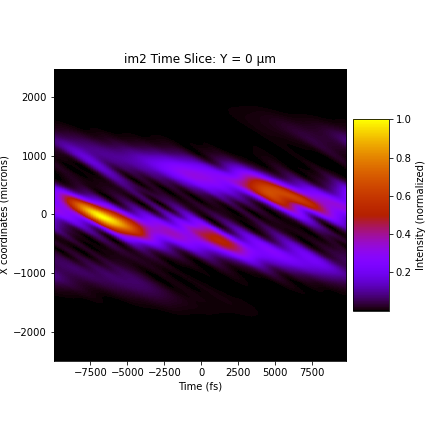 im2 Time Slice: Y = 0 μm
X coordinates (microns)
2000
1000
0
−1000
−2000
−7500 −5000 −2500 0 2500 5000 7500
Time (fs)
1.0
0.8
0.6
0.4
0.2
Intensity (normalized)